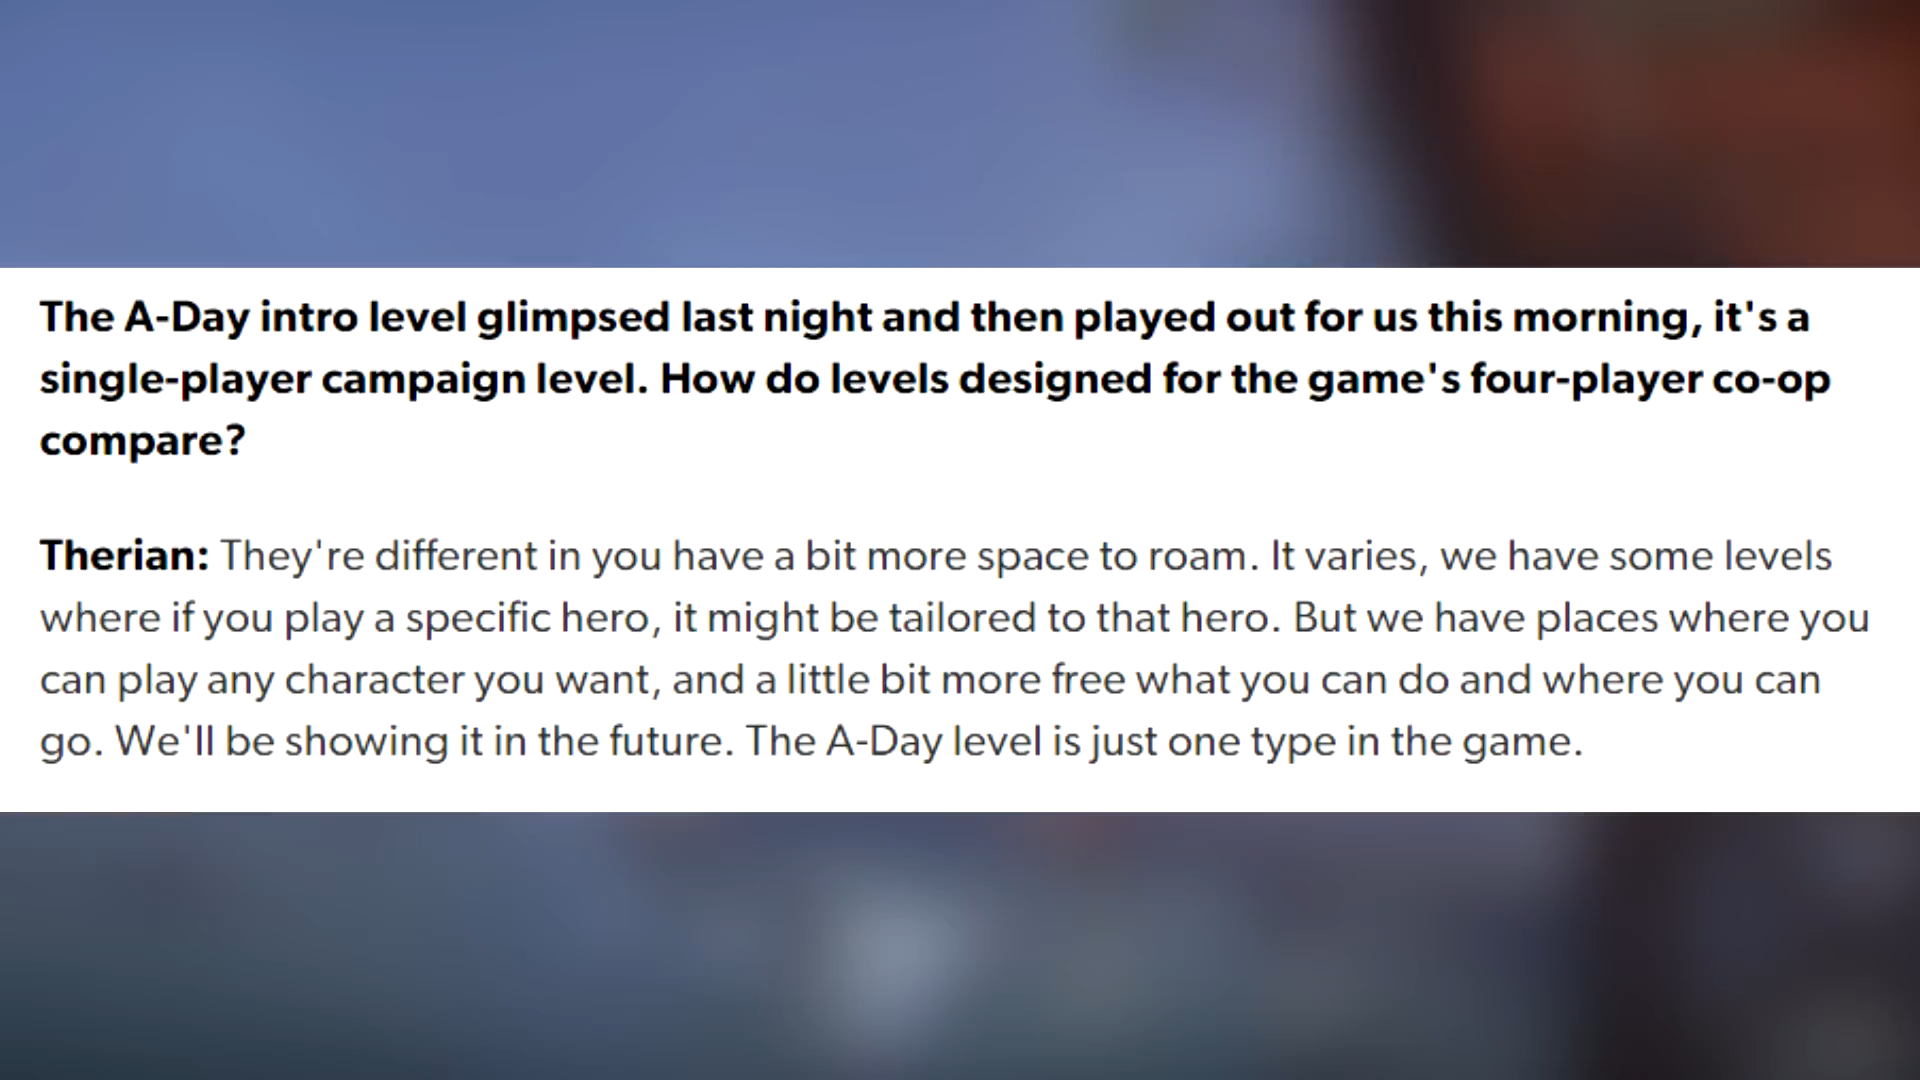 The A-Day intro level glimpsed last night and then played out for us this morning, it's a
single-player campaign level. How do levels designed for the game's four-player co-op
compare?
Therian: They're different in you have a bit more space to roam. It varies, we have some levels
where if you play a specific hero, it might be tailored to that hero. But we have places where you
can play any character you want, and a little bit more free what you can do and where you can
go. We'll be showing it in the future. The A-Day level is just one type in the game.